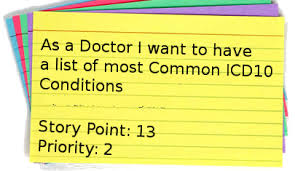 As a Doctor I want to have
a list of most Common ICD10
Conditions
Story Point: 13
Priority: 2